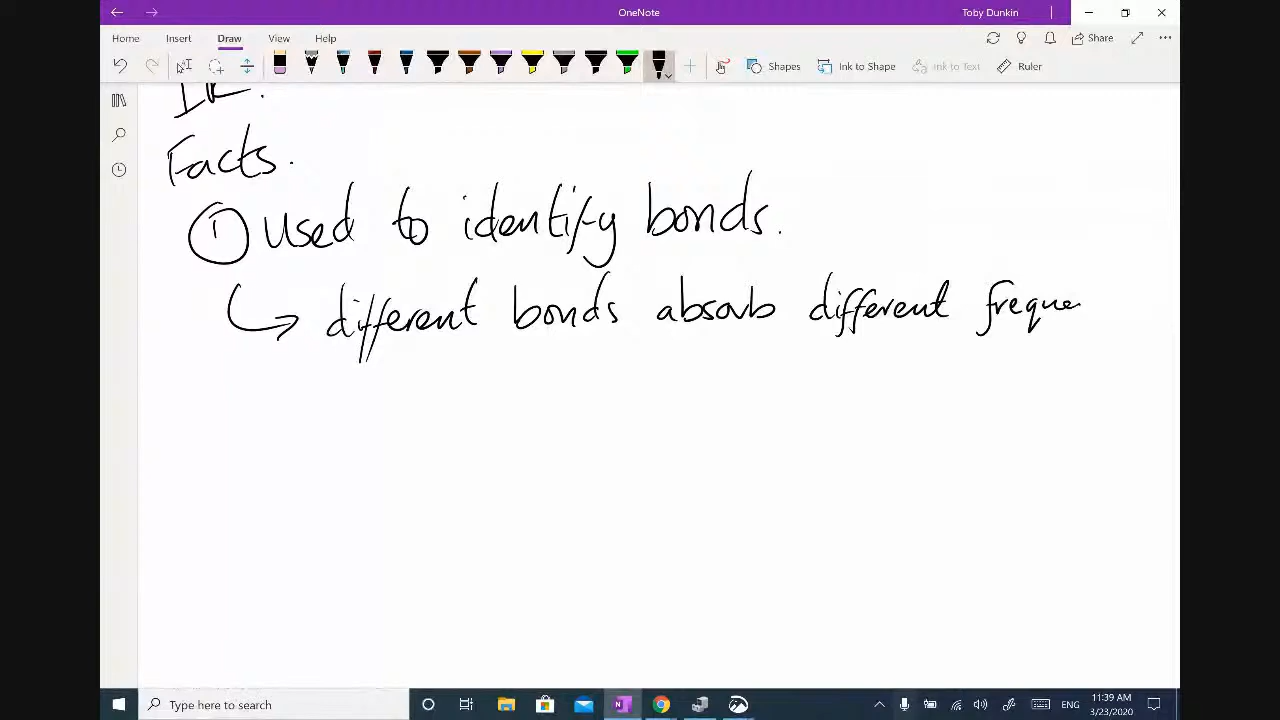 OneNote
Toby Dunkin
Home Insert Draw View Help
Share
Shapes Ink to Shape Ink to Text Ruler
IR.
Facts.
① used to identify bonds.
↳ different bonds absorb different freque
Type here to search
ENG
11:39 AM
3/23/2020